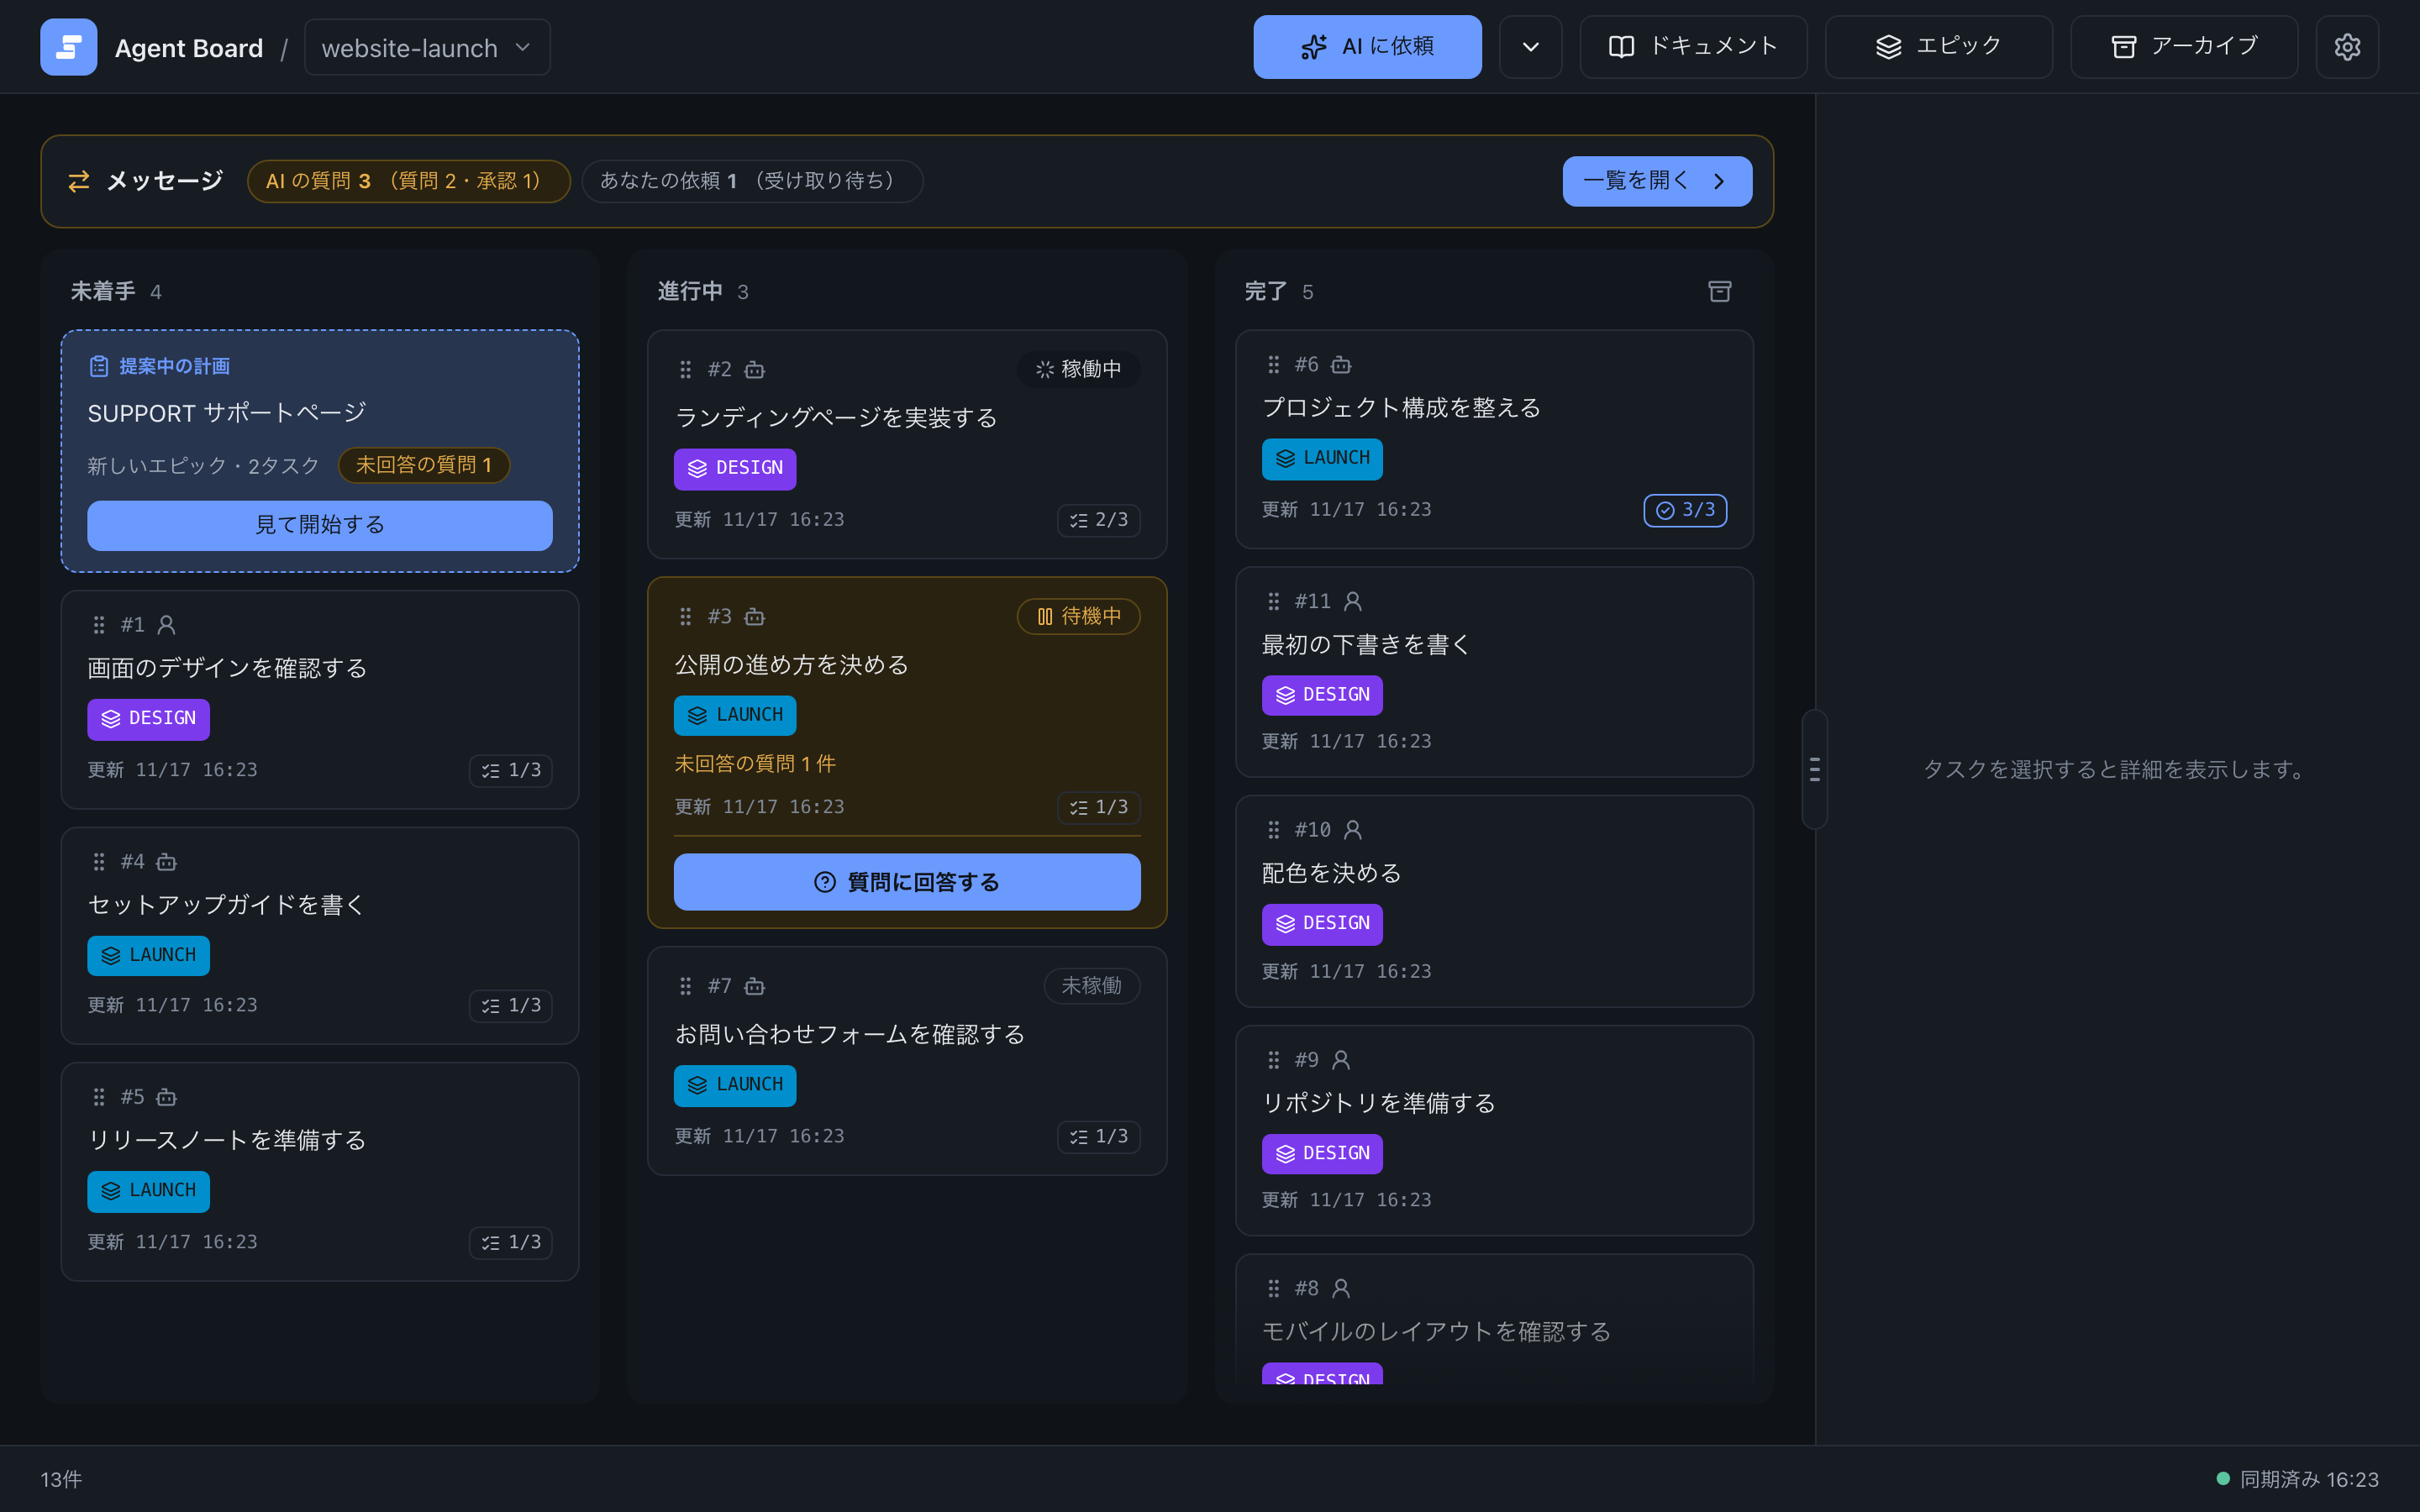 Agent Board / website-launch
AI に依頼
ドキュメント
エピック
アーカイブ
メッセージ
AI の質問 3 （質問 2・承認 1）
あなたの依頼 1 （受け取り待ち）
一覧を開く
未着手 4
提案中の計画
SUPPORT サポートページ
新しいエピック・2タスク
未回答の質問 1
見て開始する
#1
画面のデザインを確認する
DESIGN
更新 11/17 16:23
1/3
#4
セットアップガイドを書く
LAUNCH
更新 11/17 16:23
1/3
#5
リリースノートを準備する
LAUNCH
更新 11/17 16:23
1/3
進行中 3
#2
稼働中
ランディングページを実装する
DESIGN
更新 11/17 16:23
2/3
#3
待機中
公開の進め方を決める
LAUNCH
未回答の質問 1 件
更新 11/17 16:23
1/3
質問に回答する
#7
未稼働
お問い合わせフォームを確認する
LAUNCH
更新 11/17 16:23
1/3
完了 5
#6
プロジェクト構成を整える
LAUNCH
更新 11/17 16:23
3/3
#11
最初の下書きを書く
DESIGN
更新 11/17 16:23
#10
配色を決める
DESIGN
更新 11/17 16:23
#9
リポジトリを準備する
DESIGN
更新 11/17 16:23
#8
モバイルのレイアウトを確認する
DESIGN
タスクを選択すると詳細を表示します。
13件
同期済み 16:23